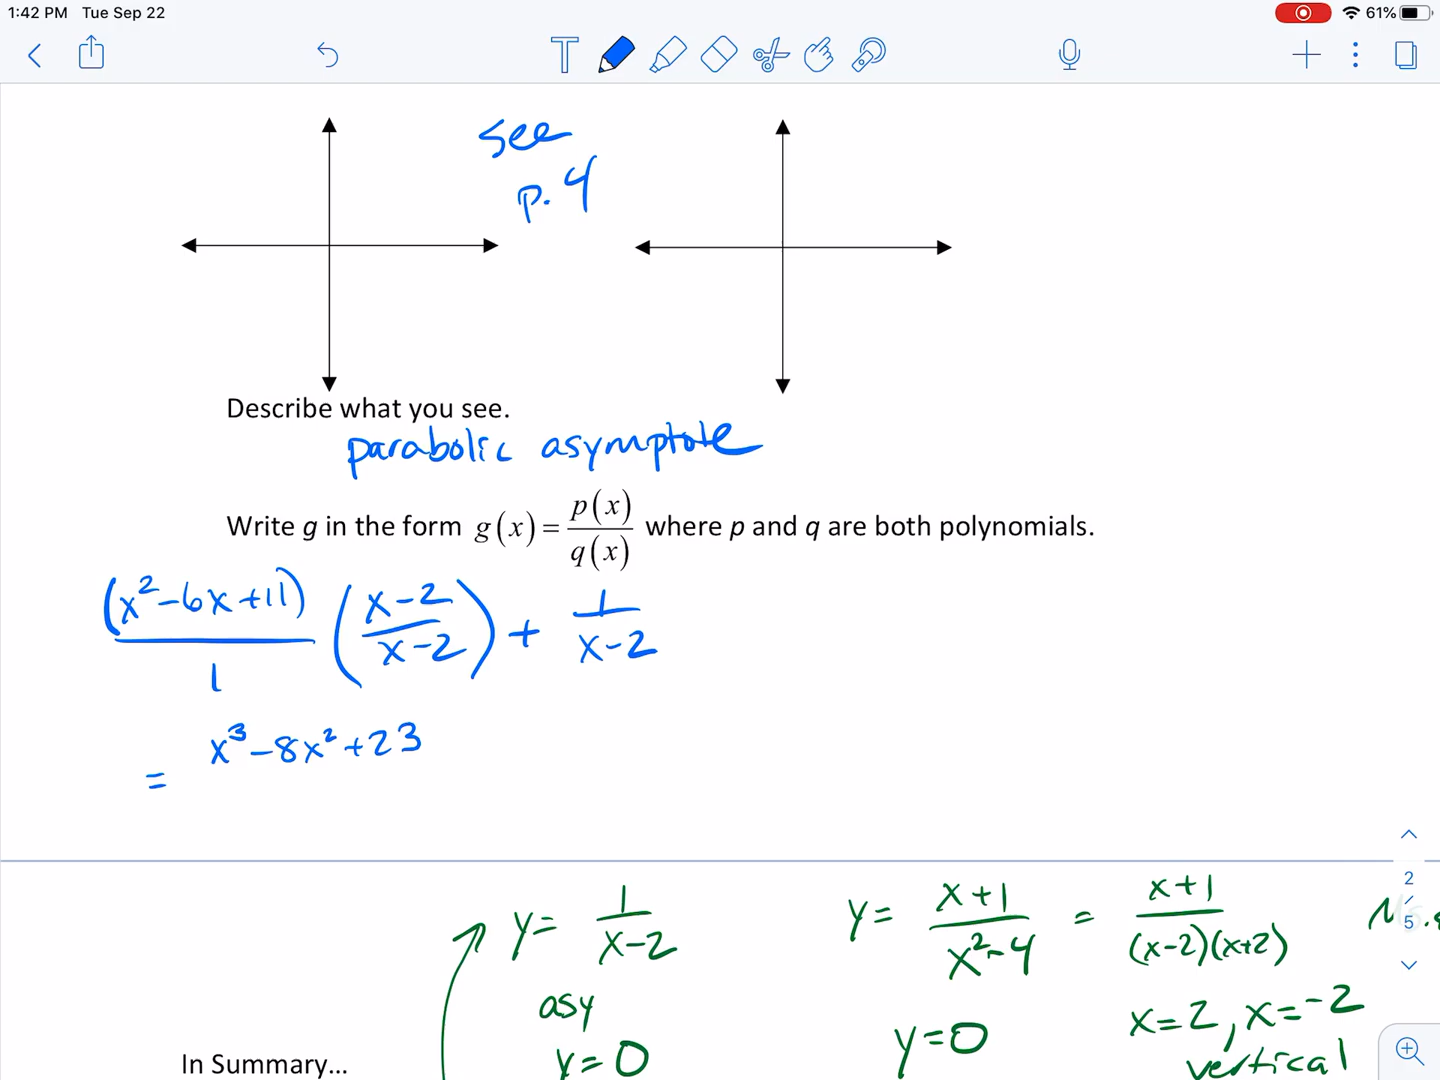 1:42 PM Tue Sep 22 61%
see
p. 4
Describe what you see.
parabolic asymptote
Write g in the form g(x) = p(x)/q(x) where p and q are both polynomials.
(x²-6x+11)/1 ((x-2)/(x-2)) + 1/(x-2)
= x³-8x²+23
2/5
y = 1/(x-2)
y = (x+1)/(x²-4) = (x+1)/((x-2)(x+2))
asy
y=0
y=0
x=2, x=-2
vertical
In Summary...